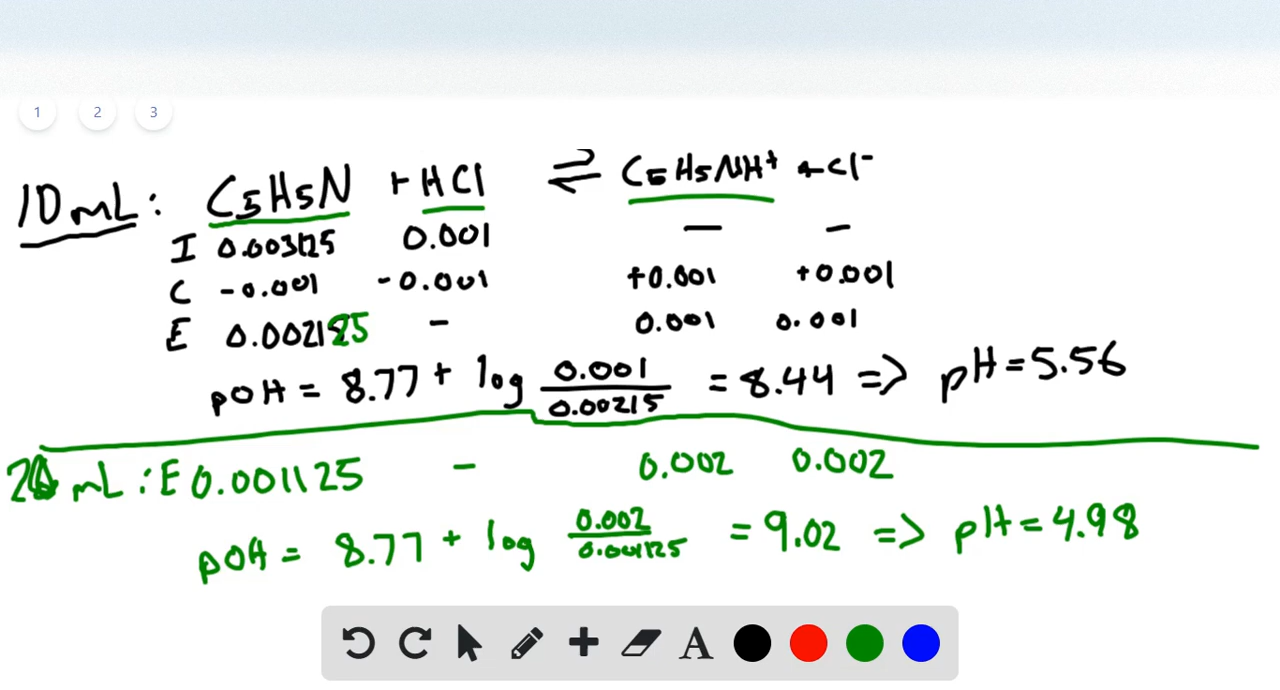 1 2 3
10 mL: C5H5N + HCl ⇌ C5H5NH+ + Cl-
I 0.003125 0.001 — —
C -0.001 -0.001 +0.001 +0.001
E 0.002125 - 0.001 0.001
pOH = 8.77 + log 0.001/0.00215 = 8.44 => pH = 5.56
20 mL: E 0.001125 - 0.002 0.002
pOH = 8.77 + log 0.002/0.001125 = 9.02 => pH = 4.98
A